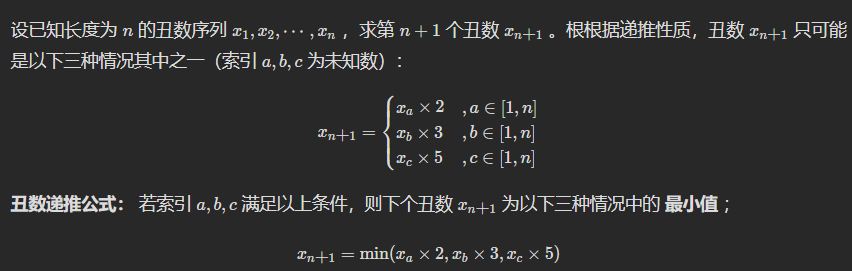 设已知长度为 n 的丑数序列 x₁, x₂, ⋯ , xₙ ，求第 n + 1 个丑数 xₙ₊₁ 。根根据递推性质，丑数 xₙ₊₁ 只可能
是以下三种情况其中之一（索引 a, b, c 为未知数）：
xₙ₊₁ = { xₐ × 2 , a ∈ [1, n]
x_b × 3 , b ∈ [1, n]
x_c × 5 , c ∈ [1, n]
丑数递推公式： 若索引 a, b, c 满足以上条件，则下个丑数 xₙ₊₁ 为以下三种情况中的 最小值 ；
xₙ₊₁ = min(xₐ × 2, x_b × 3, x_c × 5)